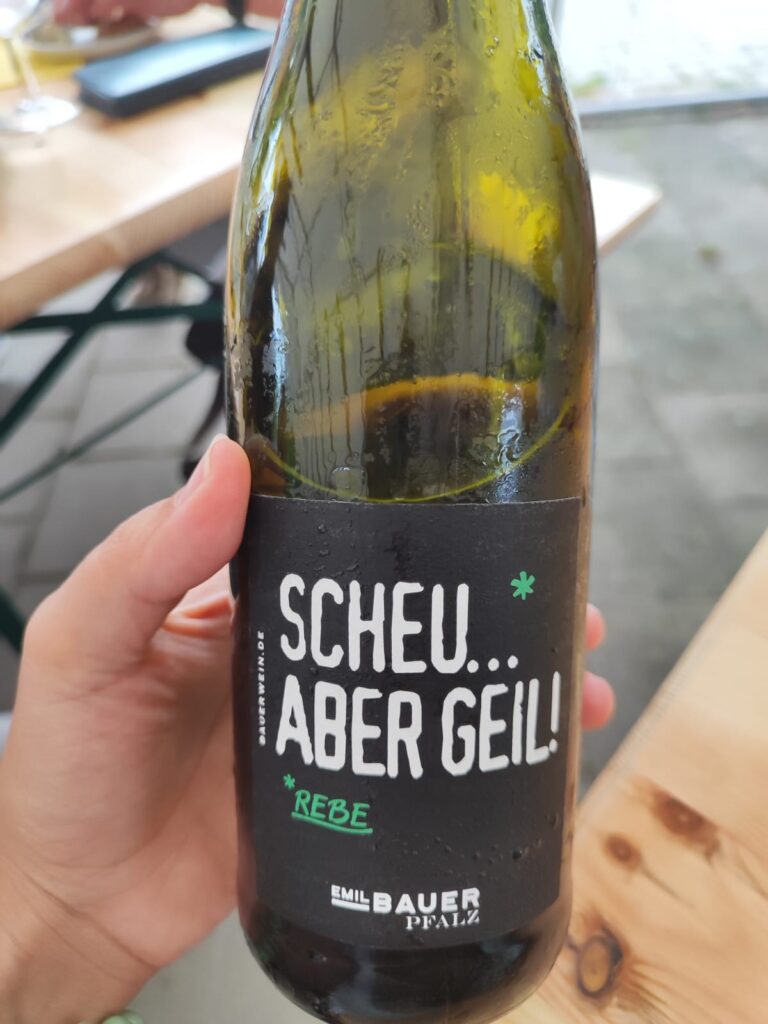 SCHEU...*
ABER GEIL!
*REBE
BAUERWEIN.DE
EMIL BAUER
PFALZ